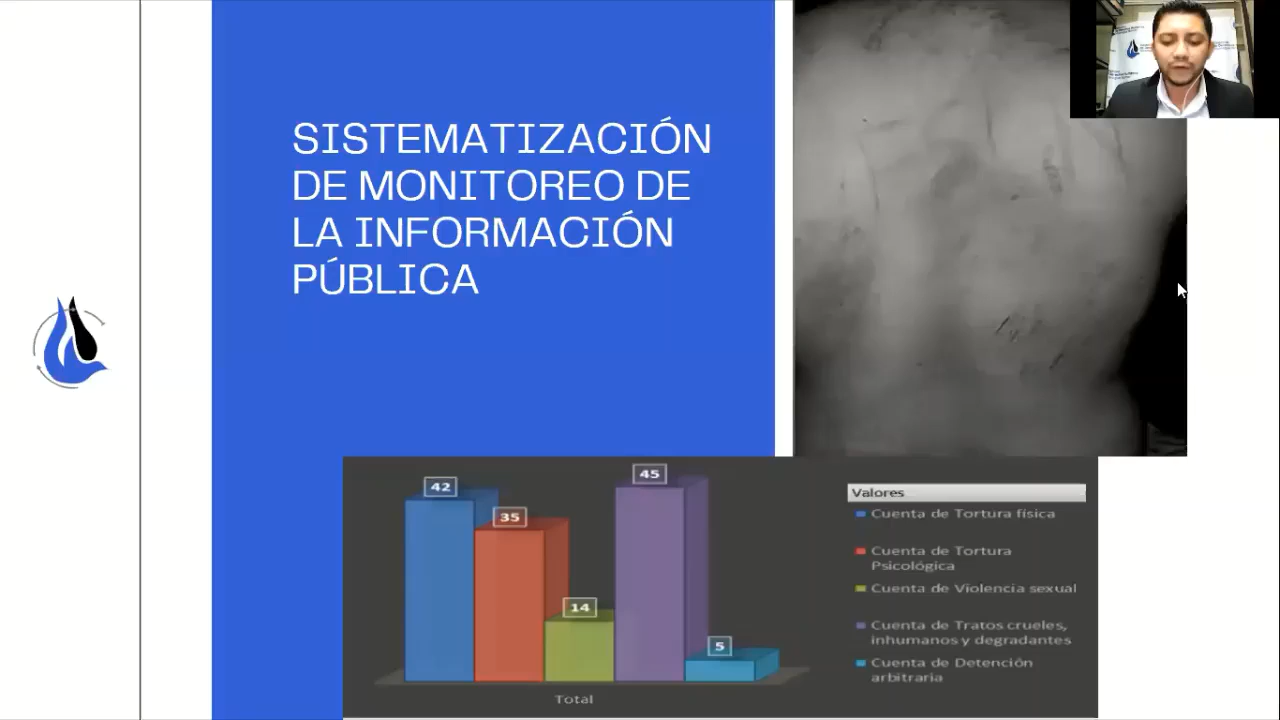 SISTEMATIZACIÓN
DE MONITOREO DE
LA INFORMACIÓN
PÚBLICA
42
35
14
45
5
Total
Valores
Cuenta de Tortura física
Cuenta de Tortura
Psicológica
Cuenta de Violencia sexual
Cuenta de Tratos crueles,
inhumanos y degradantes
Cuenta de Detención
arbitraria